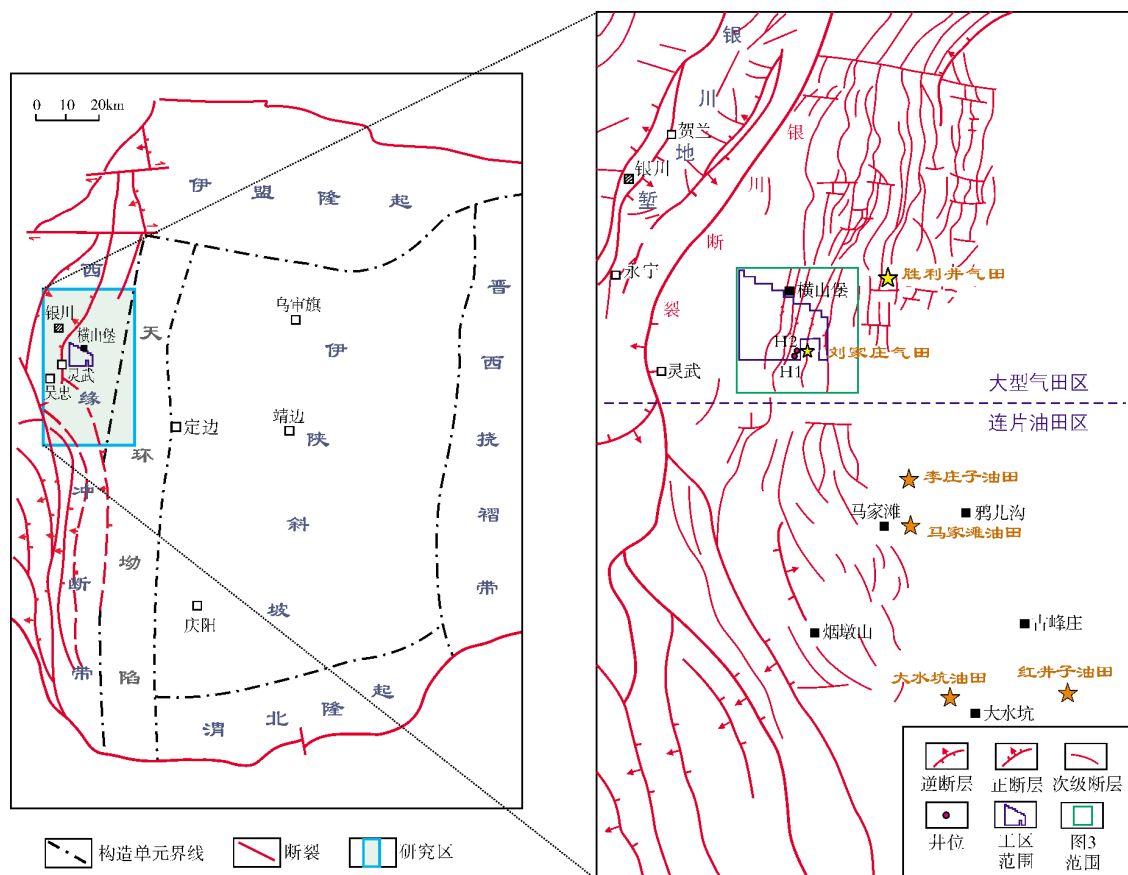 0 10 20km
伊盟隆起
西缘冲断带
银川
横山堡
灵武
吴忠
天环坳陷
乌审旗
伊陕斜坡
定边
靖边
庆阳
晋西挠褶带
渭北隆起
构造单元界线
断裂
研究区
银川地堑
贺兰
银川
永宁
银川断裂
胜利井气田
横山堡
H2
刘家庄气田
H1
灵武
大型气田区
连片油田区
李庄子油田
马家滩
鸦儿沟
马家滩油田
烟墩山
古峰庄
大水坑油田
红井子油田
大水坑
逆断层
正断层
次级断层
井位
工区
范围
图3
范围